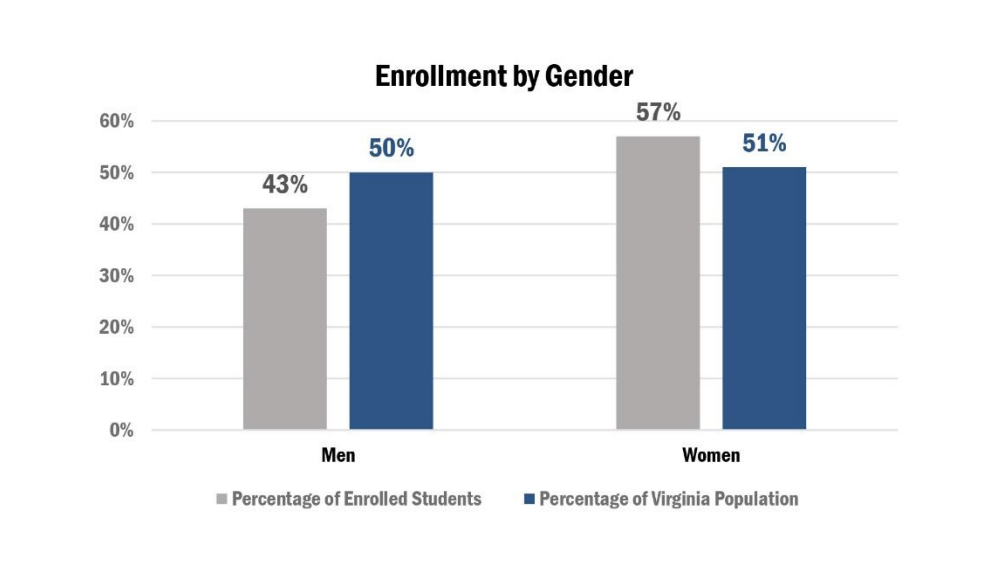 Enrollment by Gender
60%
50%
40%
30%
20%
10%
0%
43%
50%
57%
51%
Men
Women
Percentage of Enrolled Students
Percentage of Virginia Population